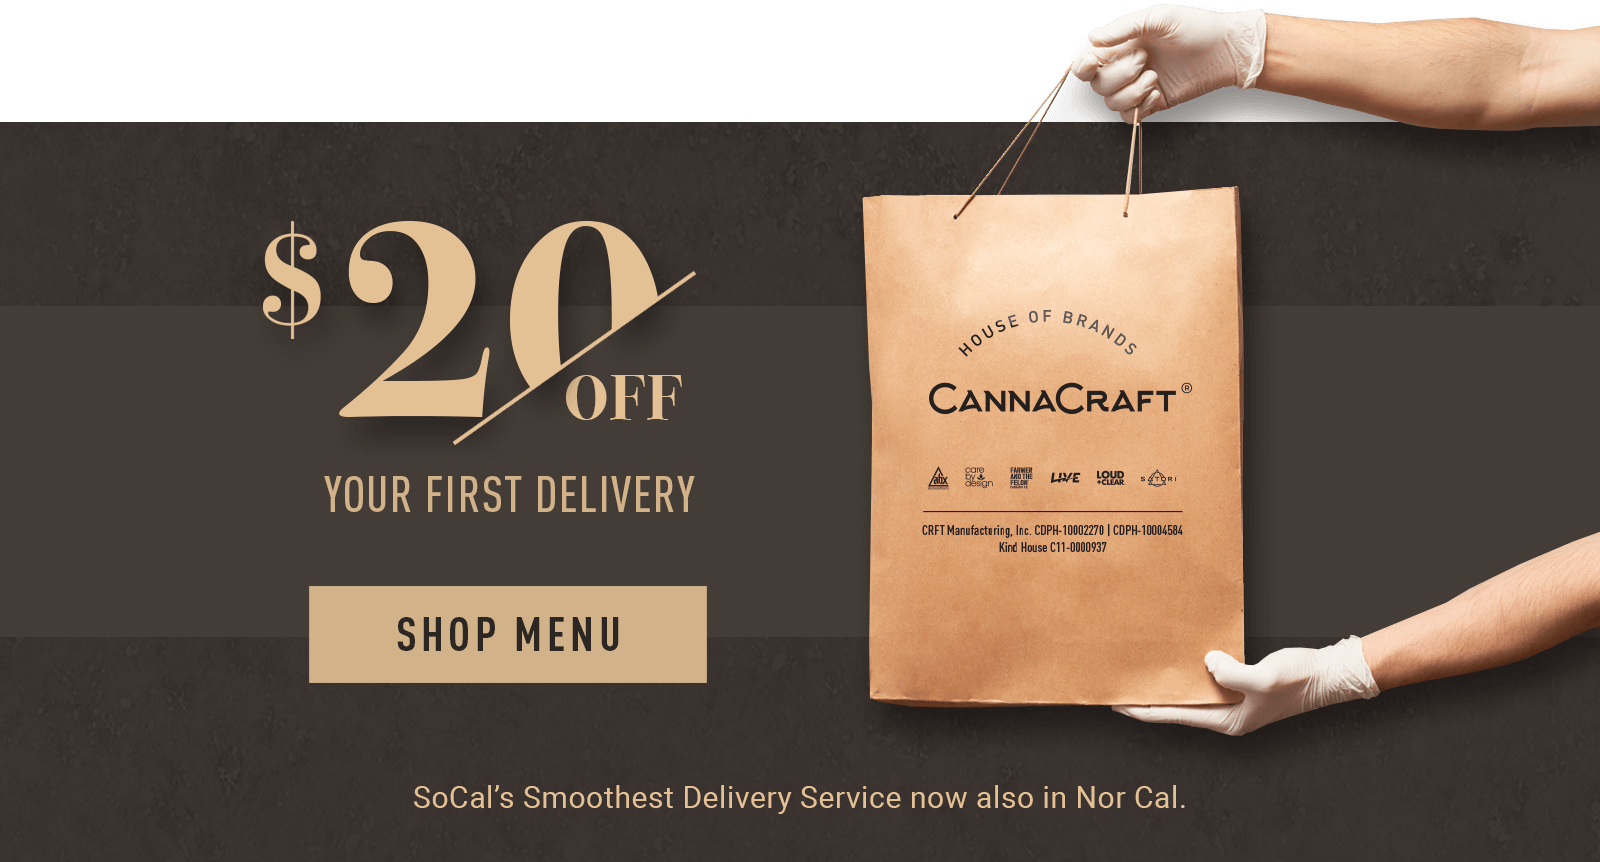 $20
OFF
YOUR FIRST DELIVERY
SHOP MENU
HOUSE OF BRANDS
CANNACRAFT®
abx
care
by
design
FARMER
AND THE
FELON
LIVE
LOUD
+CLEAR
SATORI
CRFT Manufacturing, Inc. CDPH-10002270 | CDPH-10004584
Kind House C11-0000937
SoCal's Smoothest Delivery Service now also in Nor Cal.